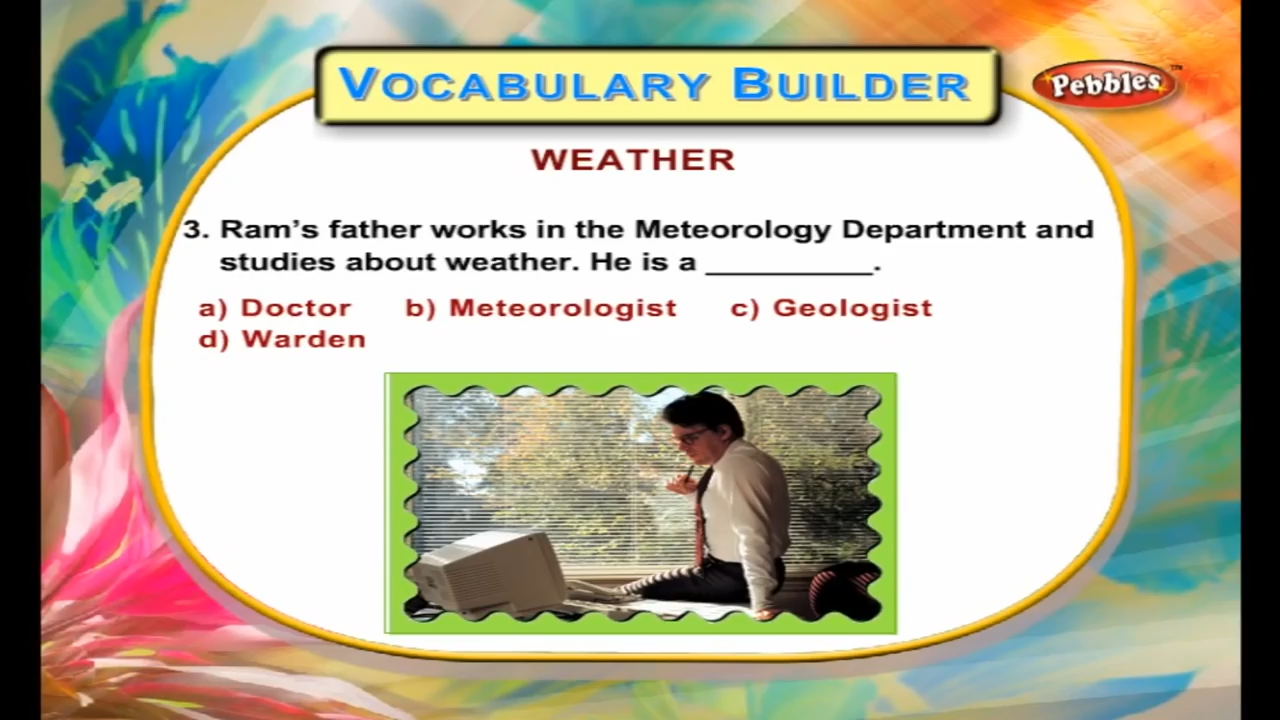 VOCABULARY BUILDER
Pebbles™
WEATHER
3. Ram's father works in the Meteorology Department and
studies about weather. He is a __________.
a) Doctor b) Meteorologist c) Geologist
d) Warden